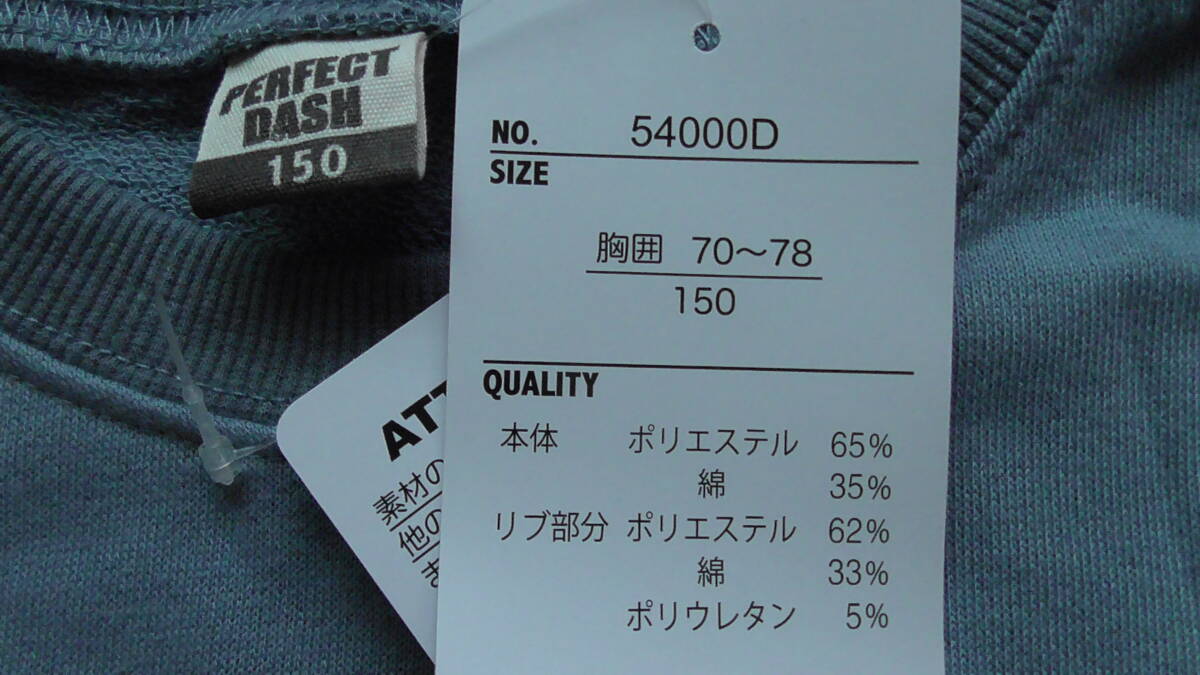 PERFECT
DASH
150
NO. 54000D
SIZE
胸囲 70～78
150
QUALITY
本体 ポリエステル 65%
綿 35%
リブ部分 ポリエステル 62%
綿 33%
ポリウレタン 5%
ATT
素材の
他の
ま